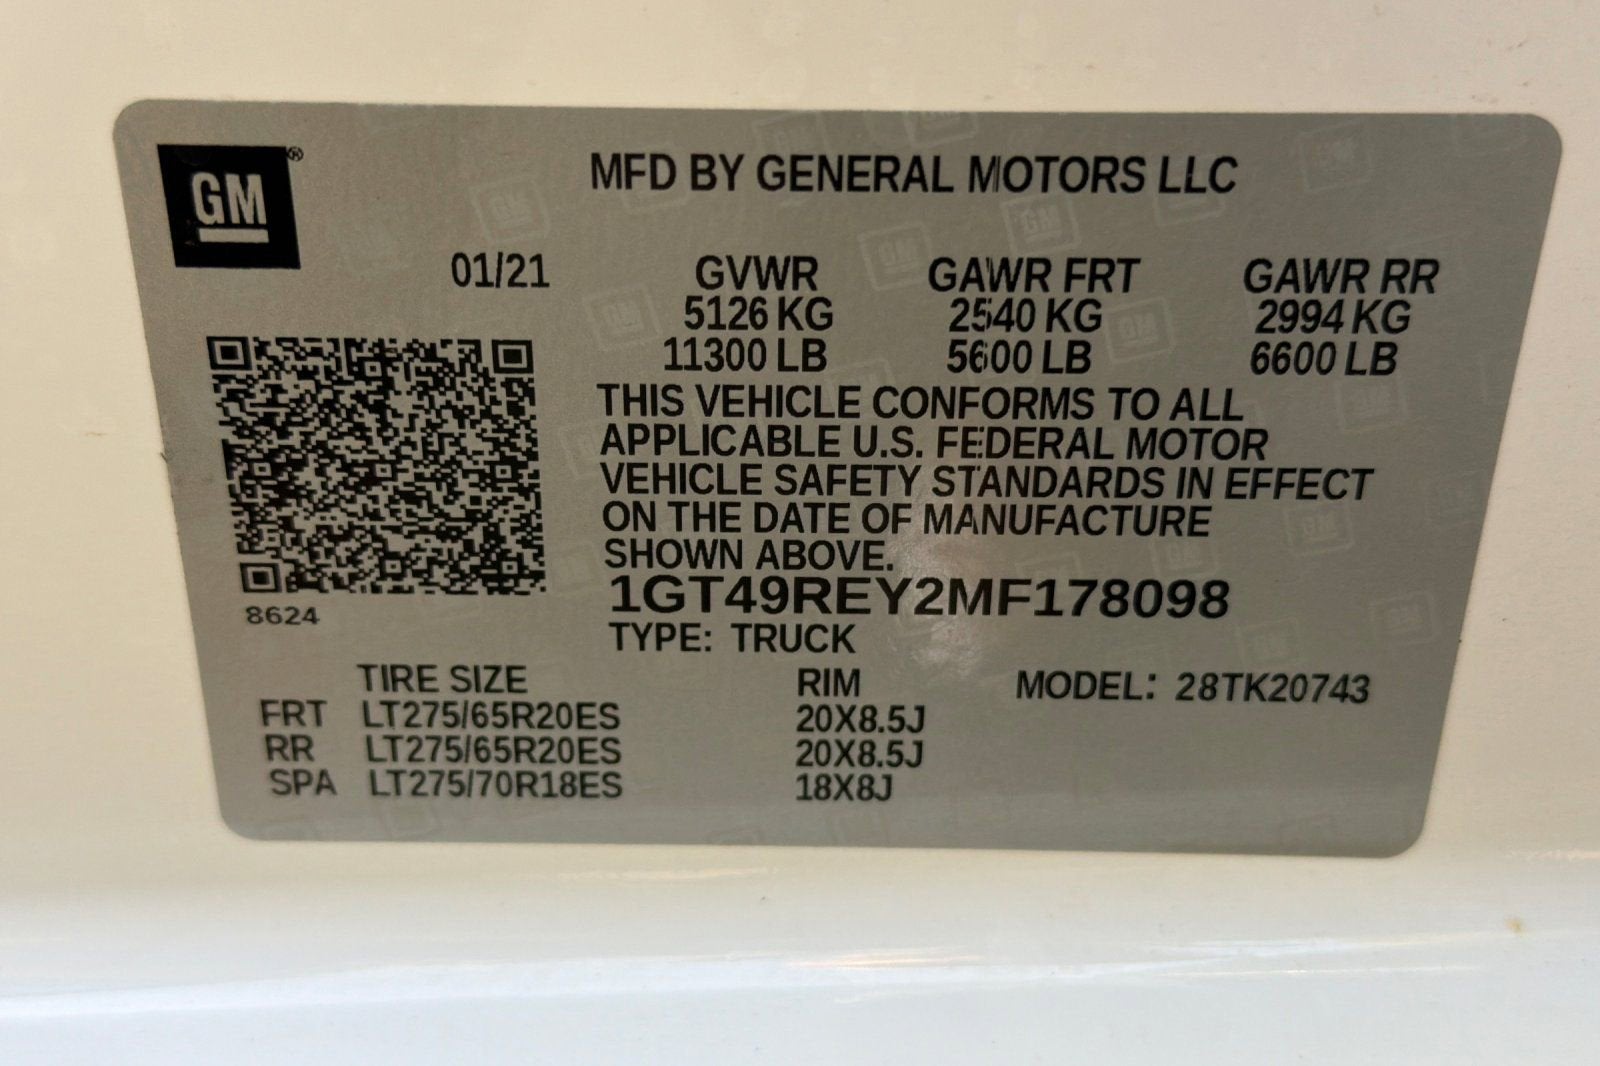 GM®
MFD BY GENERAL MOTORS LLC
01/21 GVWR GAWR FRT GAWR RR
5126 KG 2540 KG 2994 KG
11300 LB 5600 LB 6600 LB
THIS VEHICLE CONFORMS TO ALL
APPLICABLE U.S. FEDERAL MOTOR
VEHICLE SAFETY STANDARDS IN EFFECT
ON THE DATE OF MANUFACTURE
SHOWN ABOVE.
1GT49REY2MF178098
8624
TYPE: TRUCK
TIRE SIZE RIM MODEL: 28TK20743
FRT LT275/65R20ES 20X8.5J
RR LT275/65R20ES 20X8.5J
SPA LT275/70R18ES 18X8J